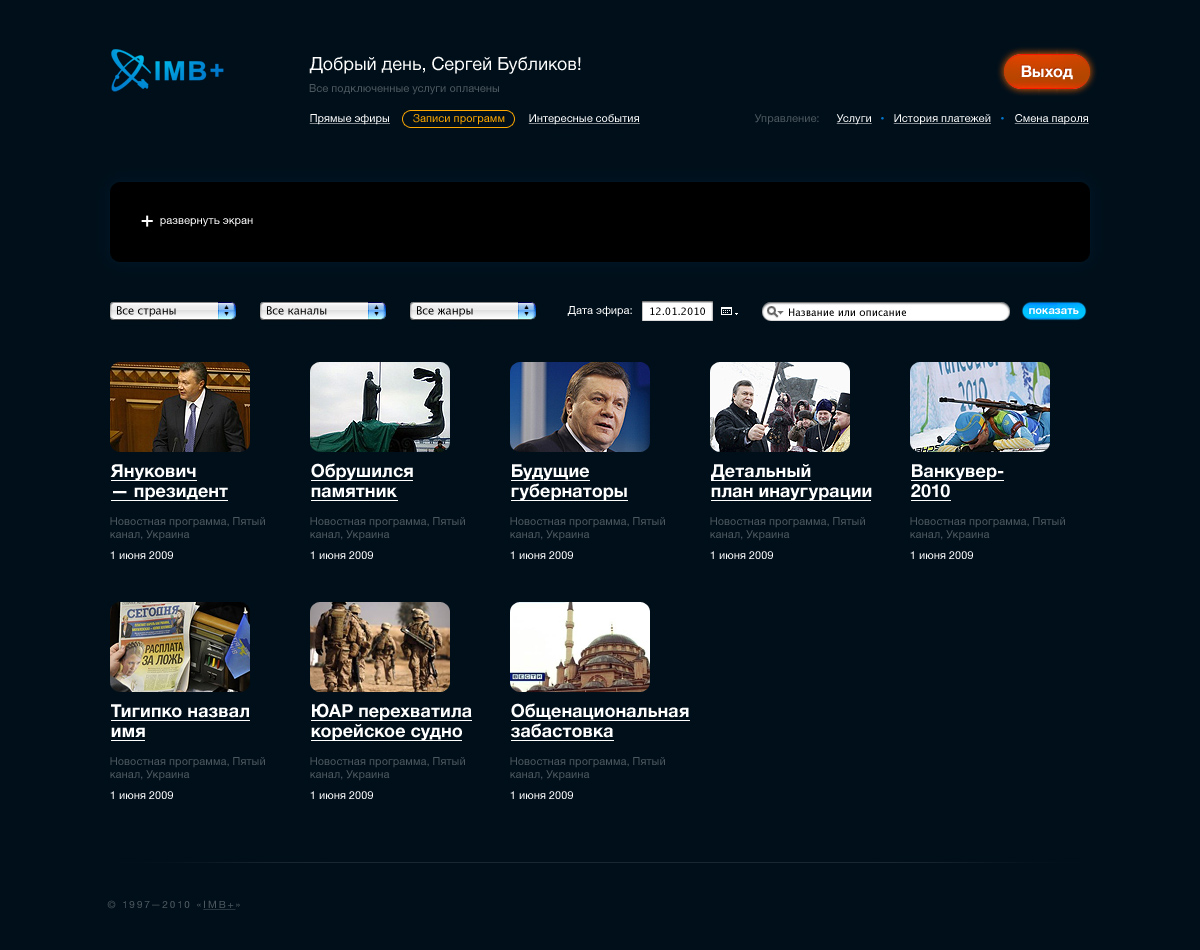 IMB+
Добрый день, Сергей Бубликов!
Все подключенные услуги оплачены
Выход
Прямые эфиры
Записи программ
Интересные события
Управление:
Услуги
История платежей
Смена пароля
развернуть экран
Все страны
Все каналы
Все жанры
Дата эфира:
12.01.2010
Название или описание
показать
2010
Янукович
— президент
Новостная программа, Пятый
канал, Украина
1 июня 2009
Обрушился
памятник
Новостная программа, Пятый
канал, Украина
1 июня 2009
Будущие
губернаторы
Новостная программа, Пятый
канал, Украина
1 июня 2009
Детальный
план инаугурации
Новостная программа, Пятый
канал, Украина
1 июня 2009
Ванкувер-
2010
Новостная программа, Пятый
канал, Украина
1 июня 2009
СЕГОДНЯ
РАСПЛАТА
ЗА ЛОЖЬ
Тигипко назвал
имя
Новостная программа, Пятый
канал, Украина
1 июня 2009
ЮАР перехватила
корейское судно
Новостная программа, Пятый
канал, Украина
1 июня 2009
ВЕСТИ
Общенациональная
забастовка
Новостная программа, Пятый
канал, Украина
1 июня 2009
© 1997—2010 «IMB+»